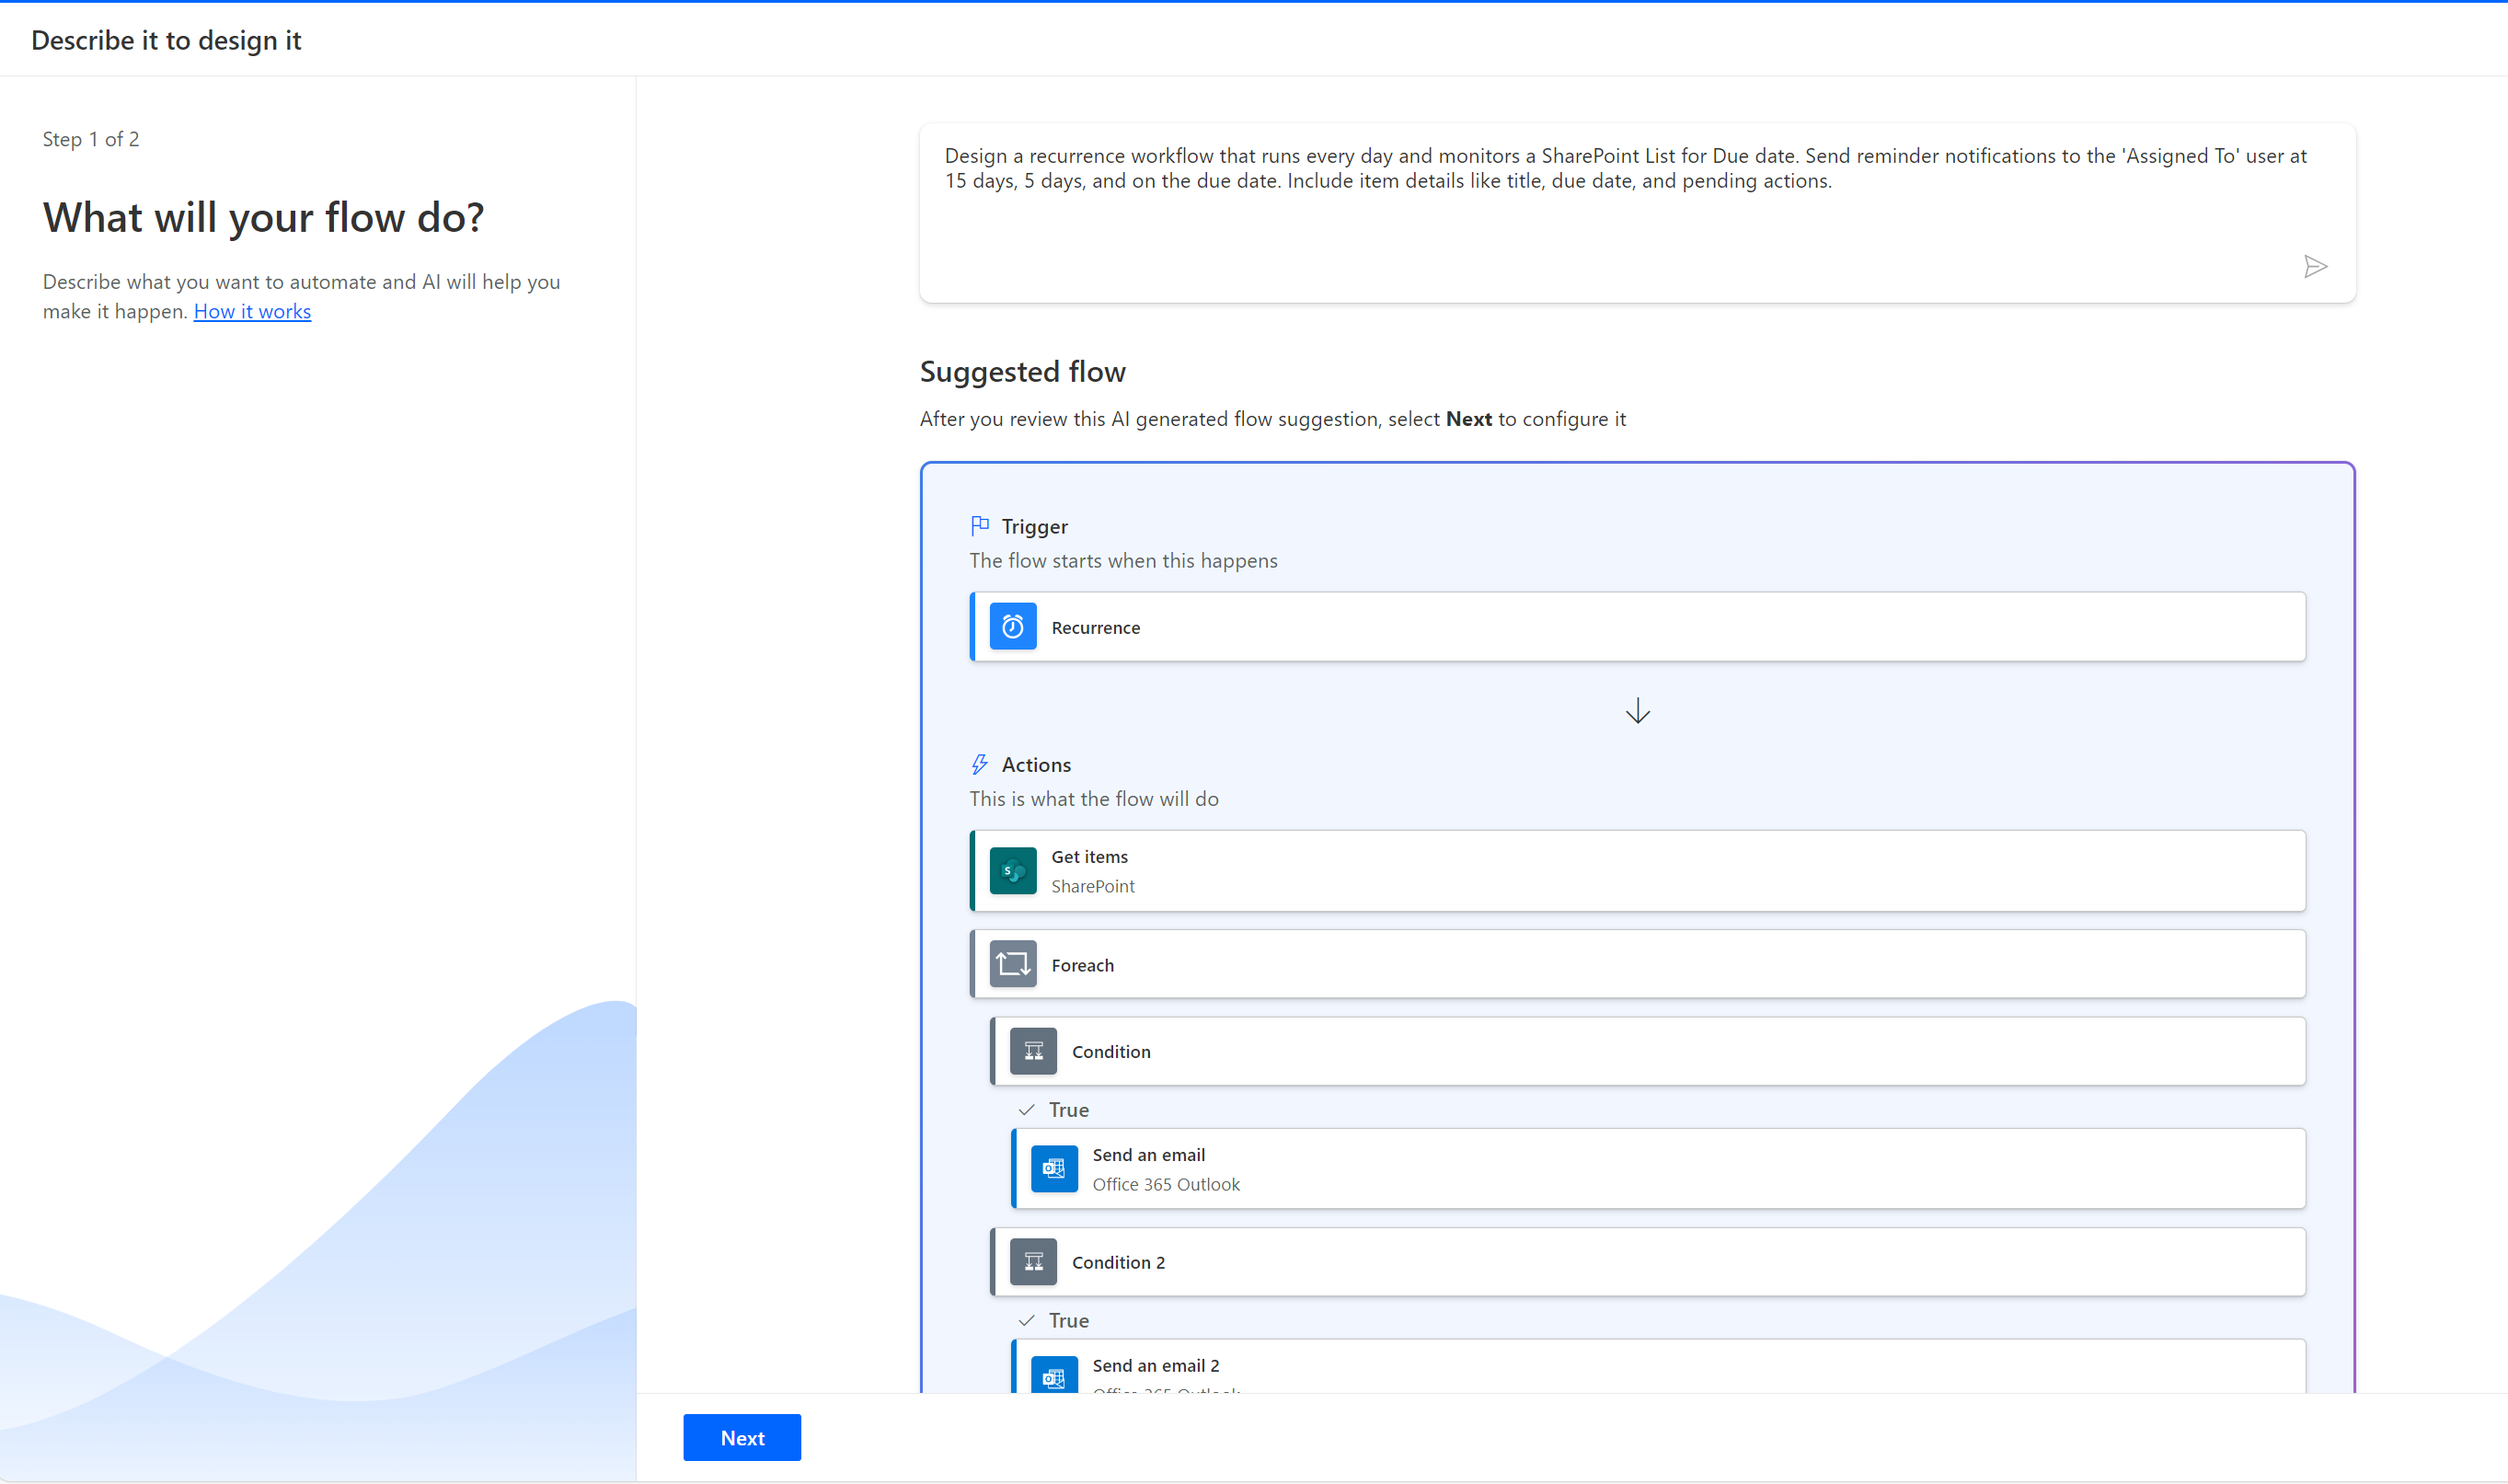 Describe it to design it
Step 1 of 2
What will your flow do?
Describe what you want to automate and AI will help you
make it happen. How it works
Design a recurrence workflow that runs every day and monitors a SharePoint List for Due date. Send reminder notifications to the 'Assigned To' user at
15 days, 5 days, and on the due date. Include item details like title, due date, and pending actions.
Suggested flow
After you review this AI generated flow suggestion, select Next to configure it
Trigger
The flow starts when this happens
Recurrence
Actions
This is what the flow will do
Get items
SharePoint
Foreach
Condition
True
Send an email
Office 365 Outlook
Condition 2
True
Send an email 2
Office 365 Outlook
Next